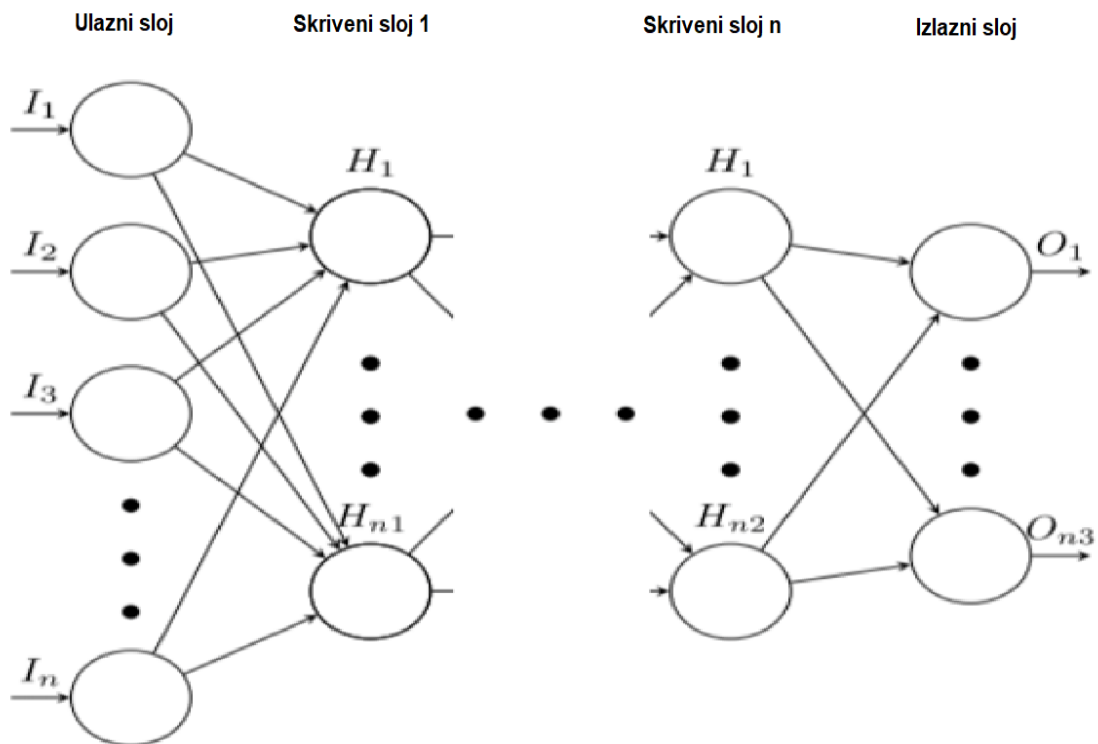 Ulazni sloj
Skriveni sloj 1
Skriveni sloj n
Izlazni sloj
I1
I2
I3
In
H1
Hn1
H1
Hn2
O1
On3